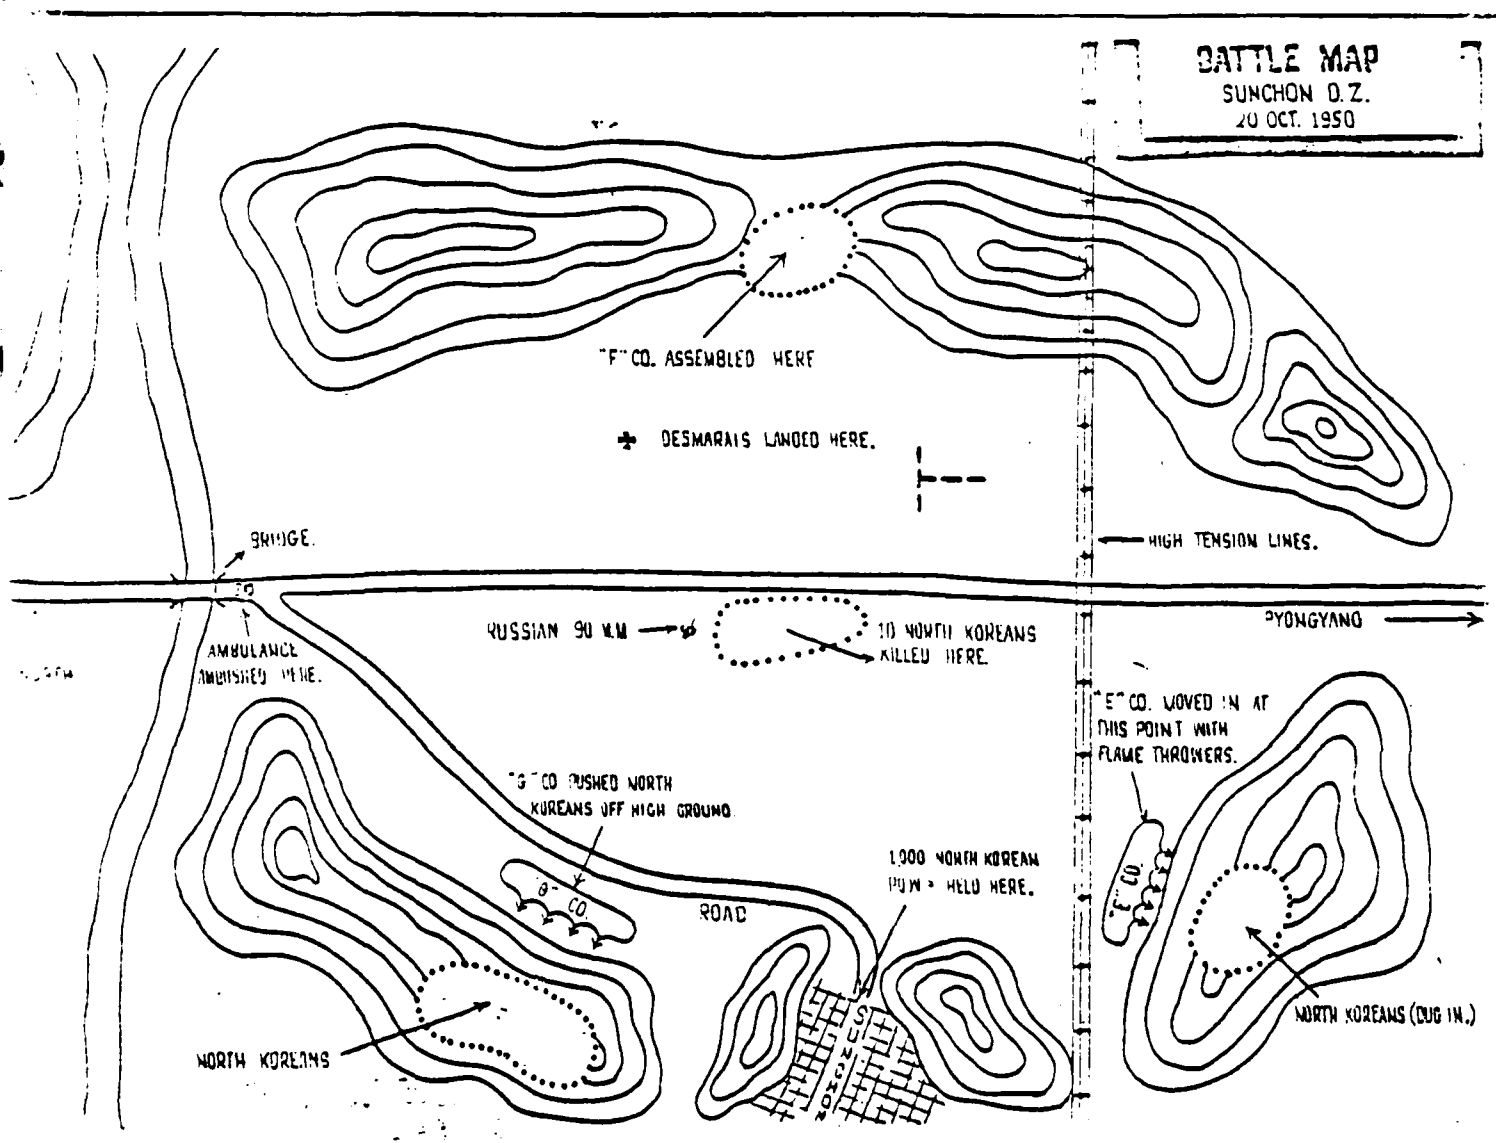 BATTLE MAP
SUNCHON D.Z.
20 OCT. 1950
"F" CO. ASSEMBLED HERE
DESMARAIS LANDED HERE.
BRIDGE.
HIGH TENSION LINES.
PYONGYANG
RUSSIAN 90 M.M
10 NORTH KOREANS
KILLED HERE.
AMBULANCE
AMBUSHED HERE.
NORTH
"E" CO. MOVED IN AT
THIS POINT WITH
FLAME THROWERS.
"G" CO PUSHED NORTH
KOREANS OFF HIGH GROUND.
1,000 NORTH KOREAN
POW HELD HERE.
"G" CO.
"E" CO.
ROAD
SUNCHON
NORTH KOREANS (DUG IN.)
NORTH KOREANS